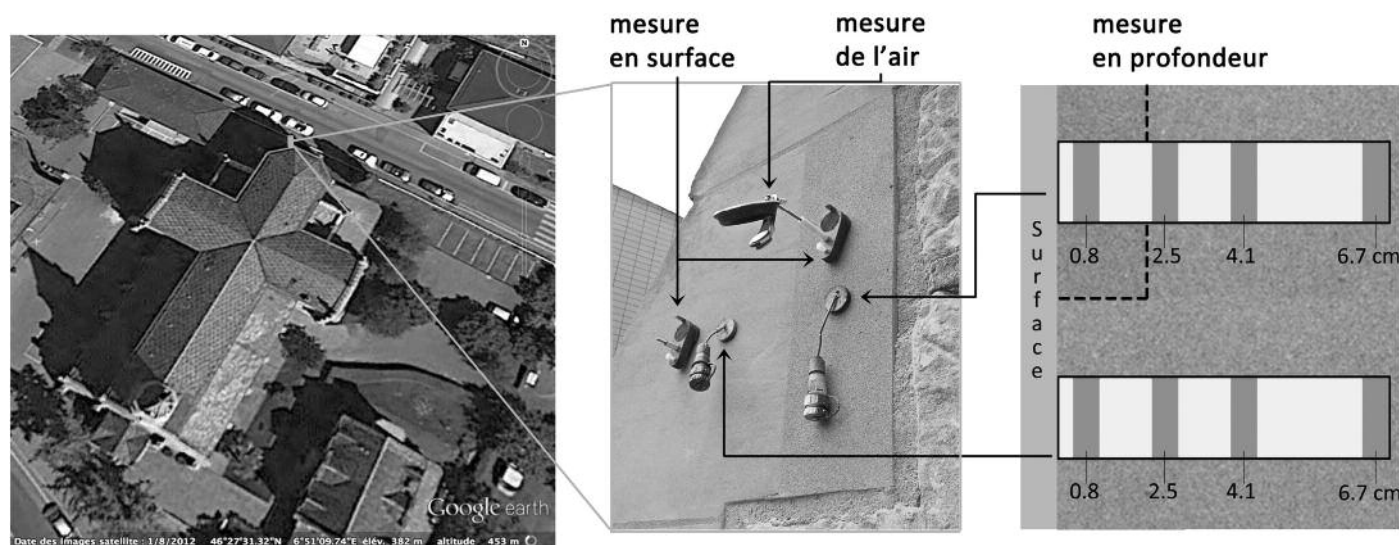 mesure
en surface
mesure
de l'air
mesure
en profondeur
N
Surface
0.8 2.5 4.1 6.7 cm
0.8 2.5 4.1 6.7 cm
Google earth
Date des images satellite : 1/8/2012 46°27'31.32"N 6°51'09.74"E élév. 382 m altitude 453 m